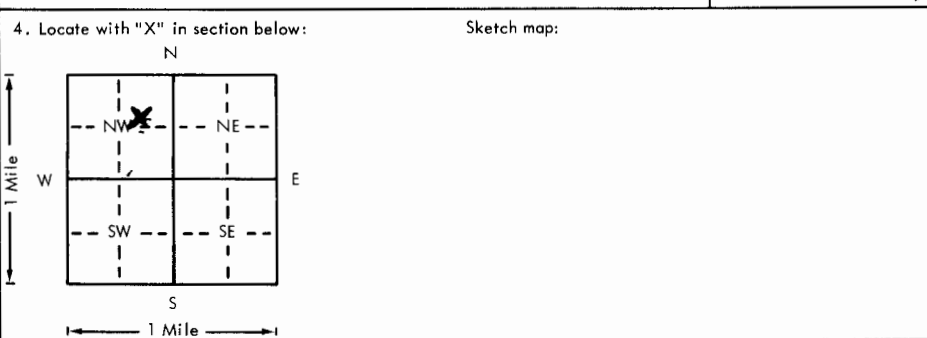 4. Locate with "X" in section below:
Sketch map:
N
NW
NE
1 Mile
W
E
SW
SE
S
1 Mile